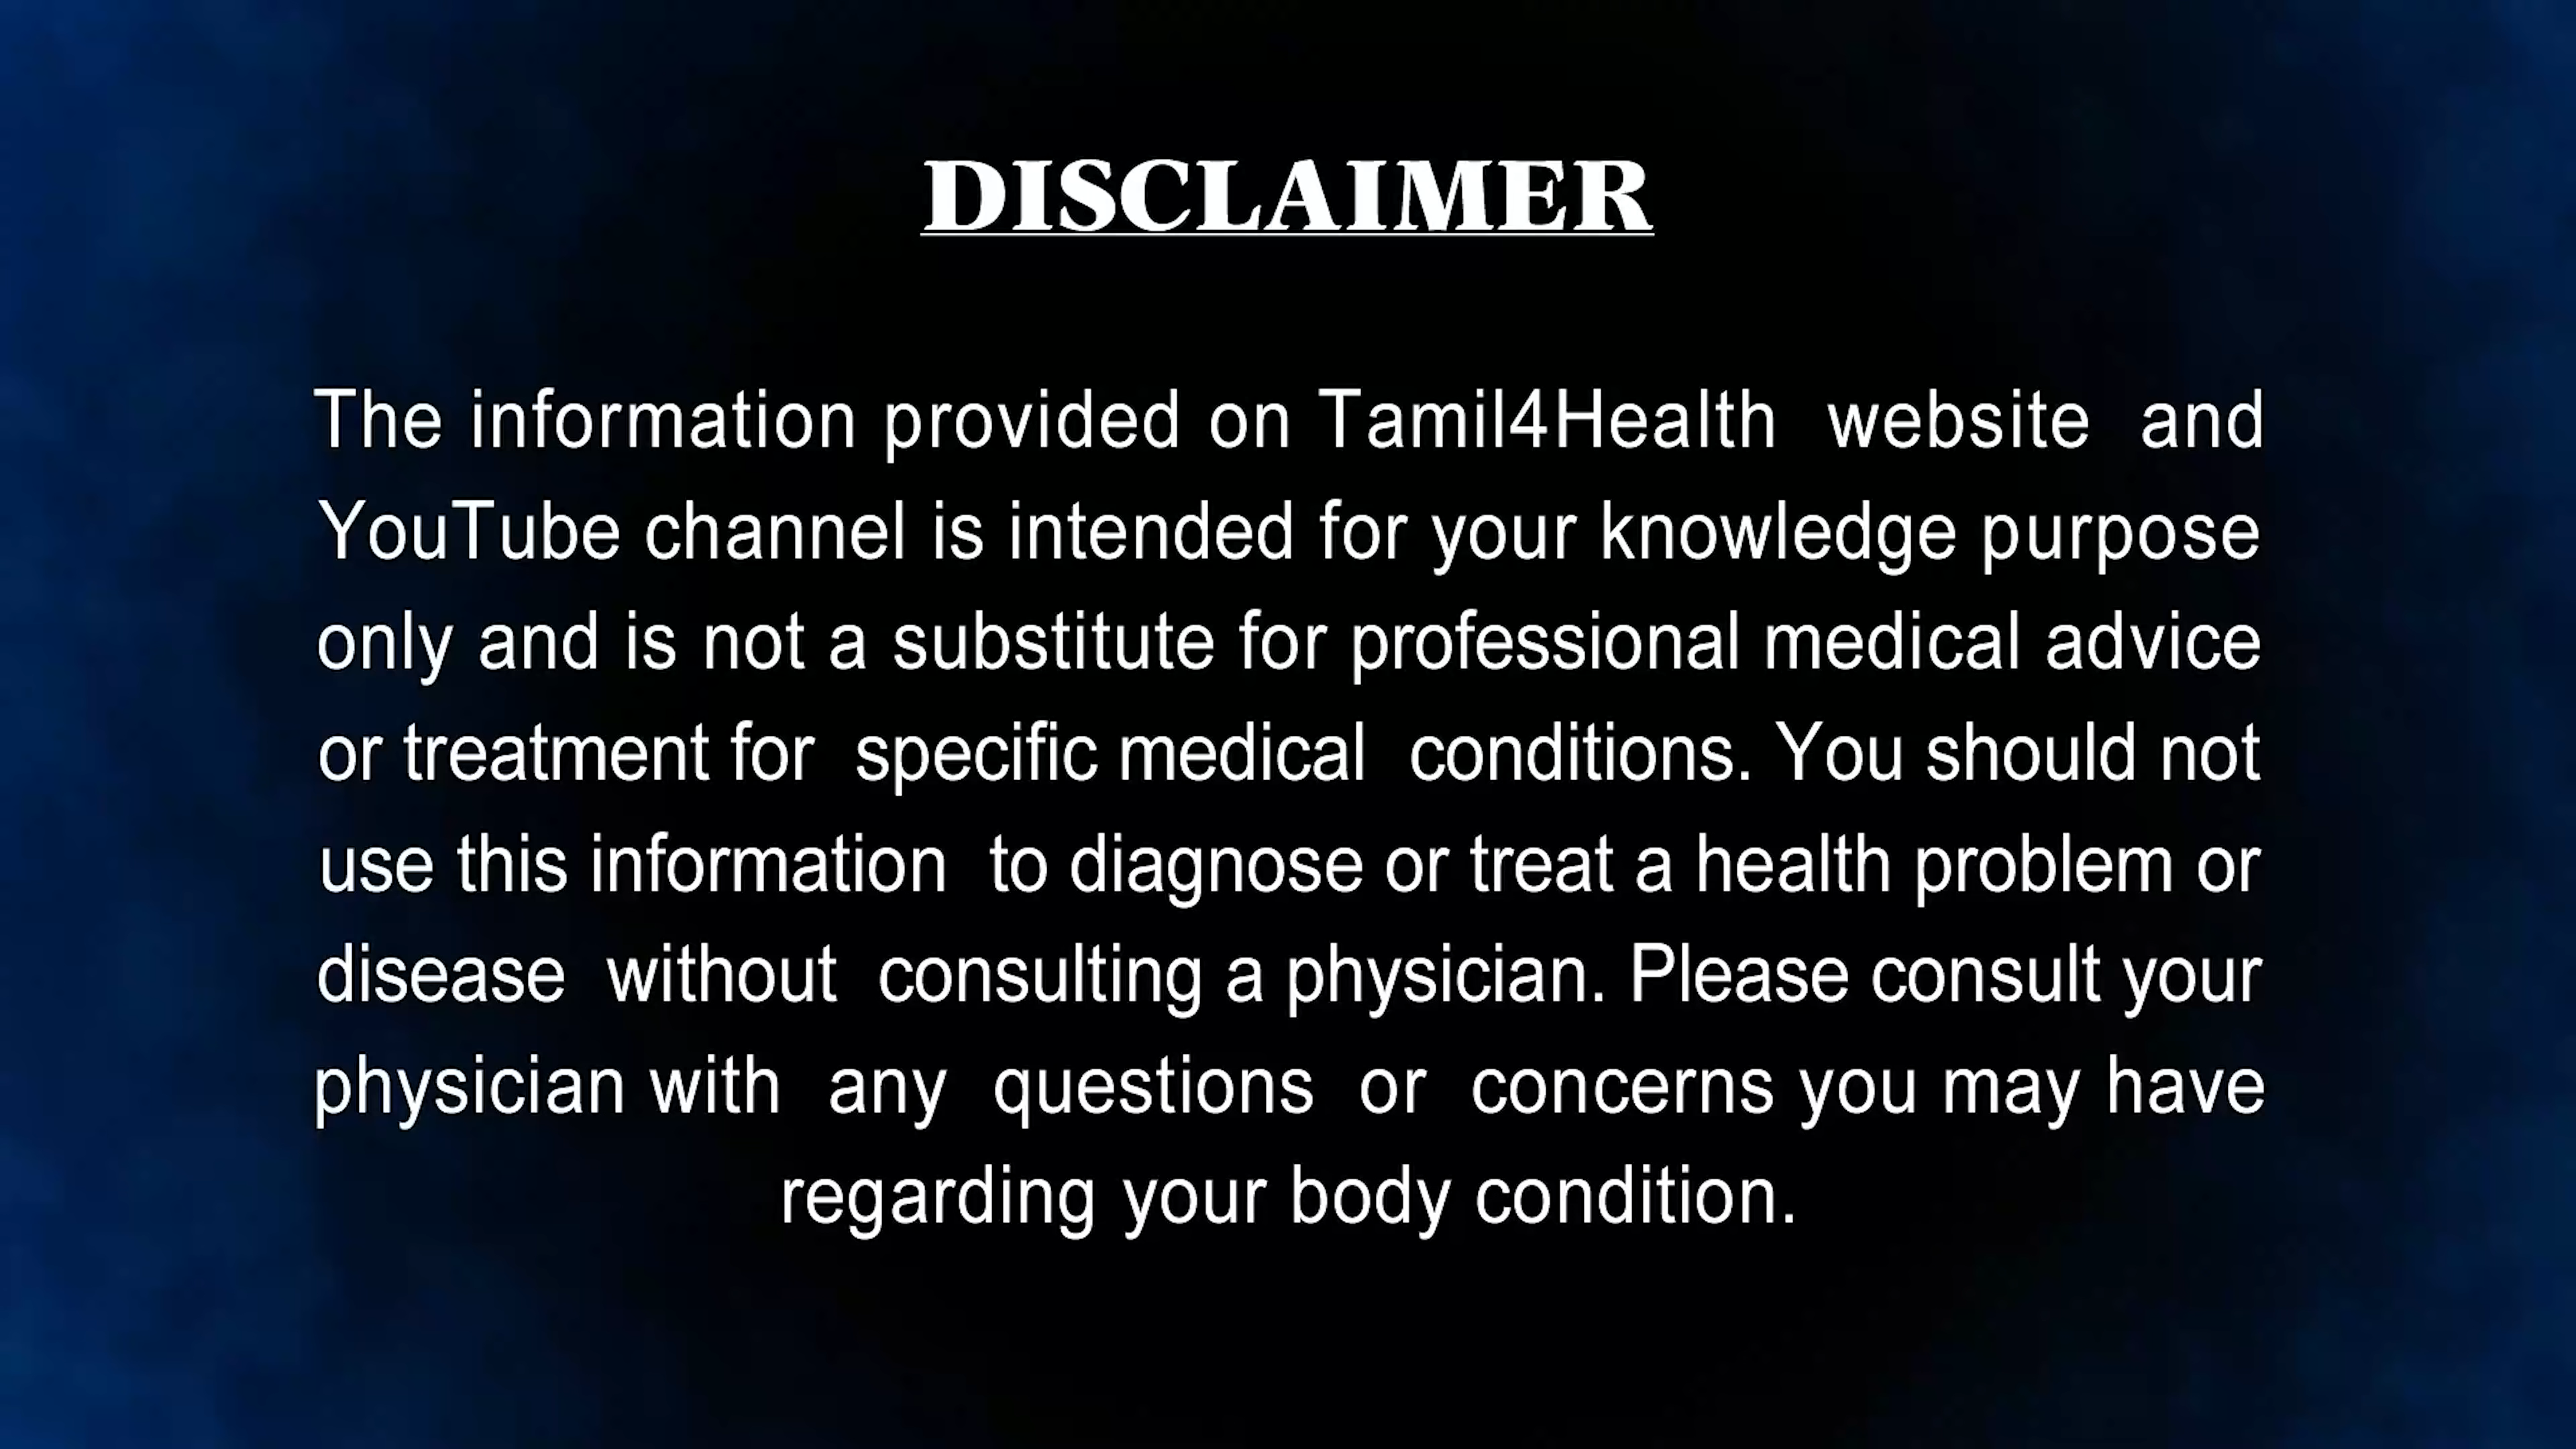 DISCLAIMER
The information provided on Tamil4Health website and
YouTube channel is intended for your knowledge purpose
only and is not a substitute for professional medical advice
or treatment for specific medical conditions. You should not
use this information to diagnose or treat a health problem or
disease without consulting a physician. Please consult your
physician with any questions or concerns you may have
regarding your body condition.